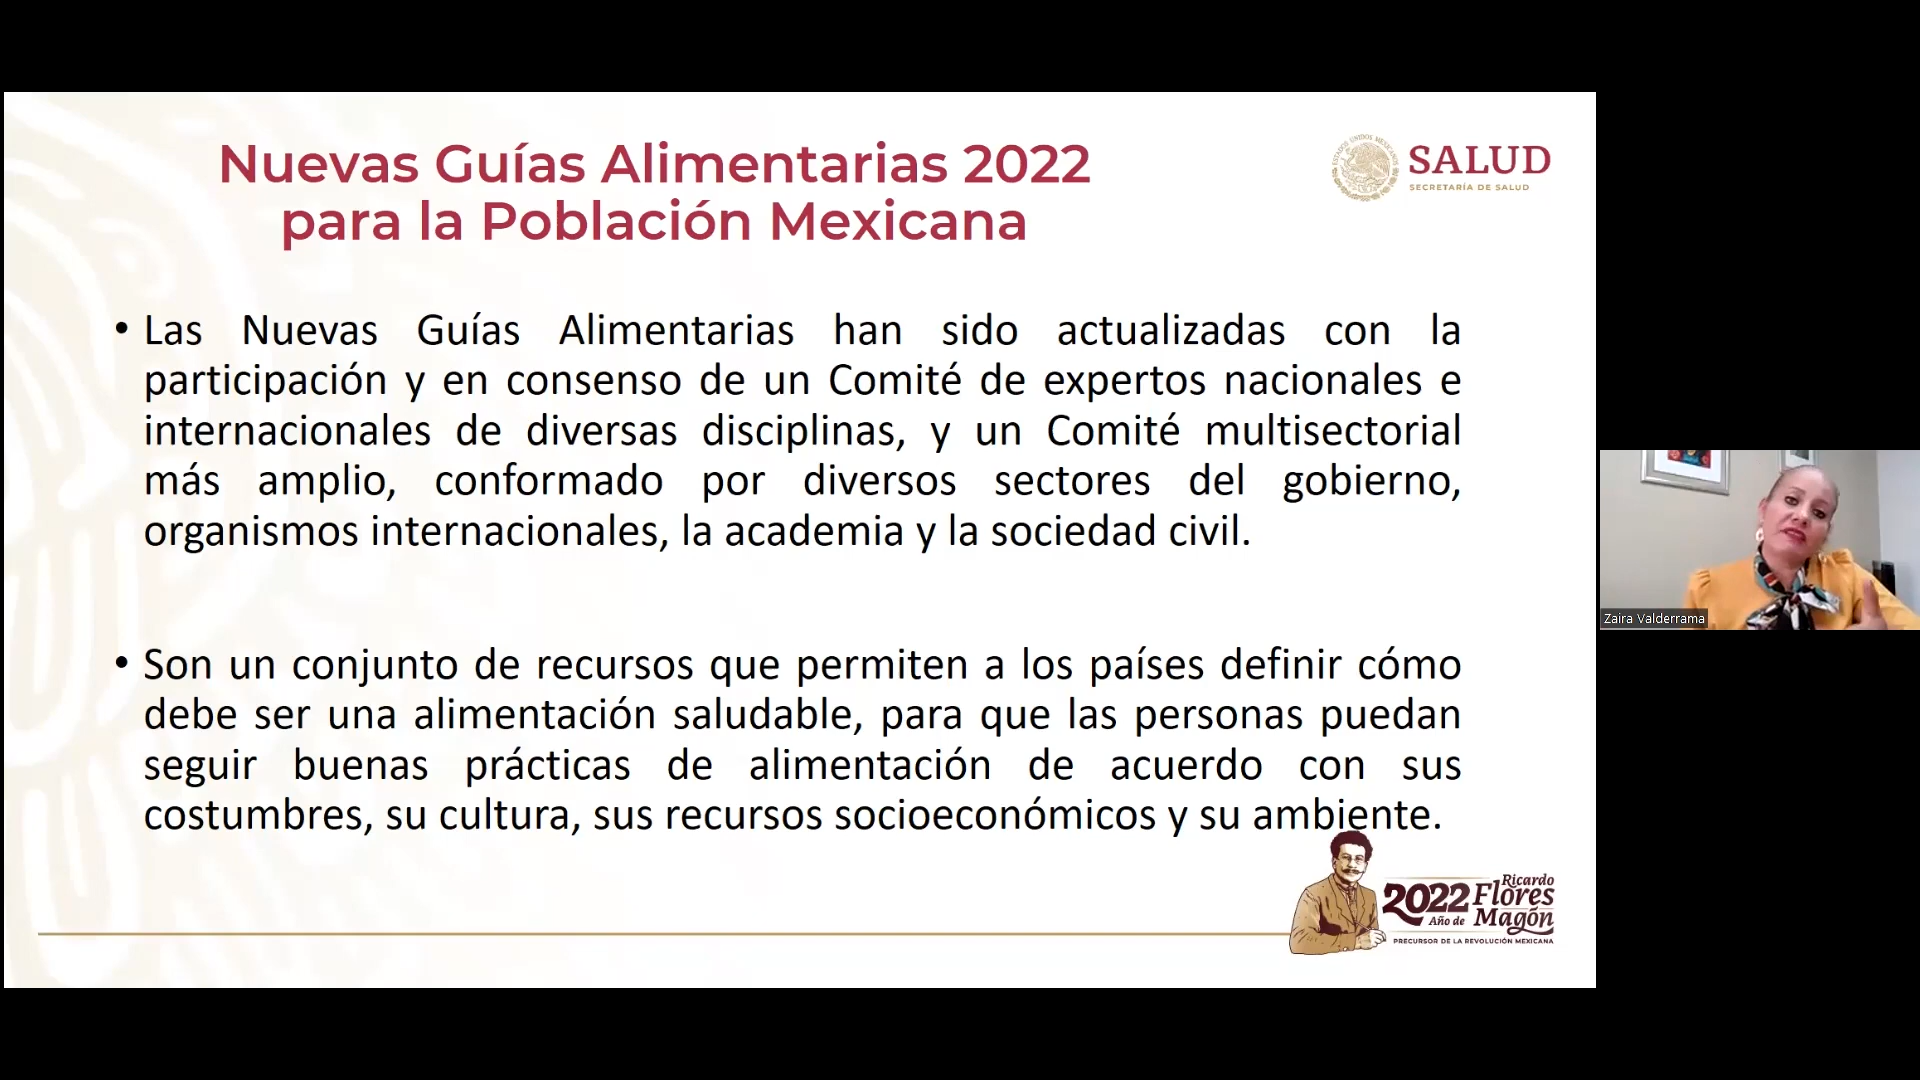 Nuevas Guías Alimentarias 2022
para la Población Mexicana
ESTADOS UNIDOS MEXICANOS
SALUD
SECRETARÍA DE SALUD
• Las Nuevas Guías Alimentarias han sido actualizadas con la
participación y en consenso de un Comité de expertos nacionales e
internacionales de diversas disciplinas, y un Comité multisectorial
más amplio, conformado por diversos sectores del gobierno,
organismos internacionales, la academia y la sociedad civil.
• Son un conjunto de recursos que permiten a los países definir cómo
debe ser una alimentación saludable, para que las personas puedan
seguir buenas prácticas de alimentación de acuerdo con sus
costumbres, su cultura, sus recursos socioeconómicos y su ambiente.
2022 Ricardo
Año de Flores
Magón
PRECURSOR DE LA REVOLUCIÓN MEXICANA
Zaira Valderrama